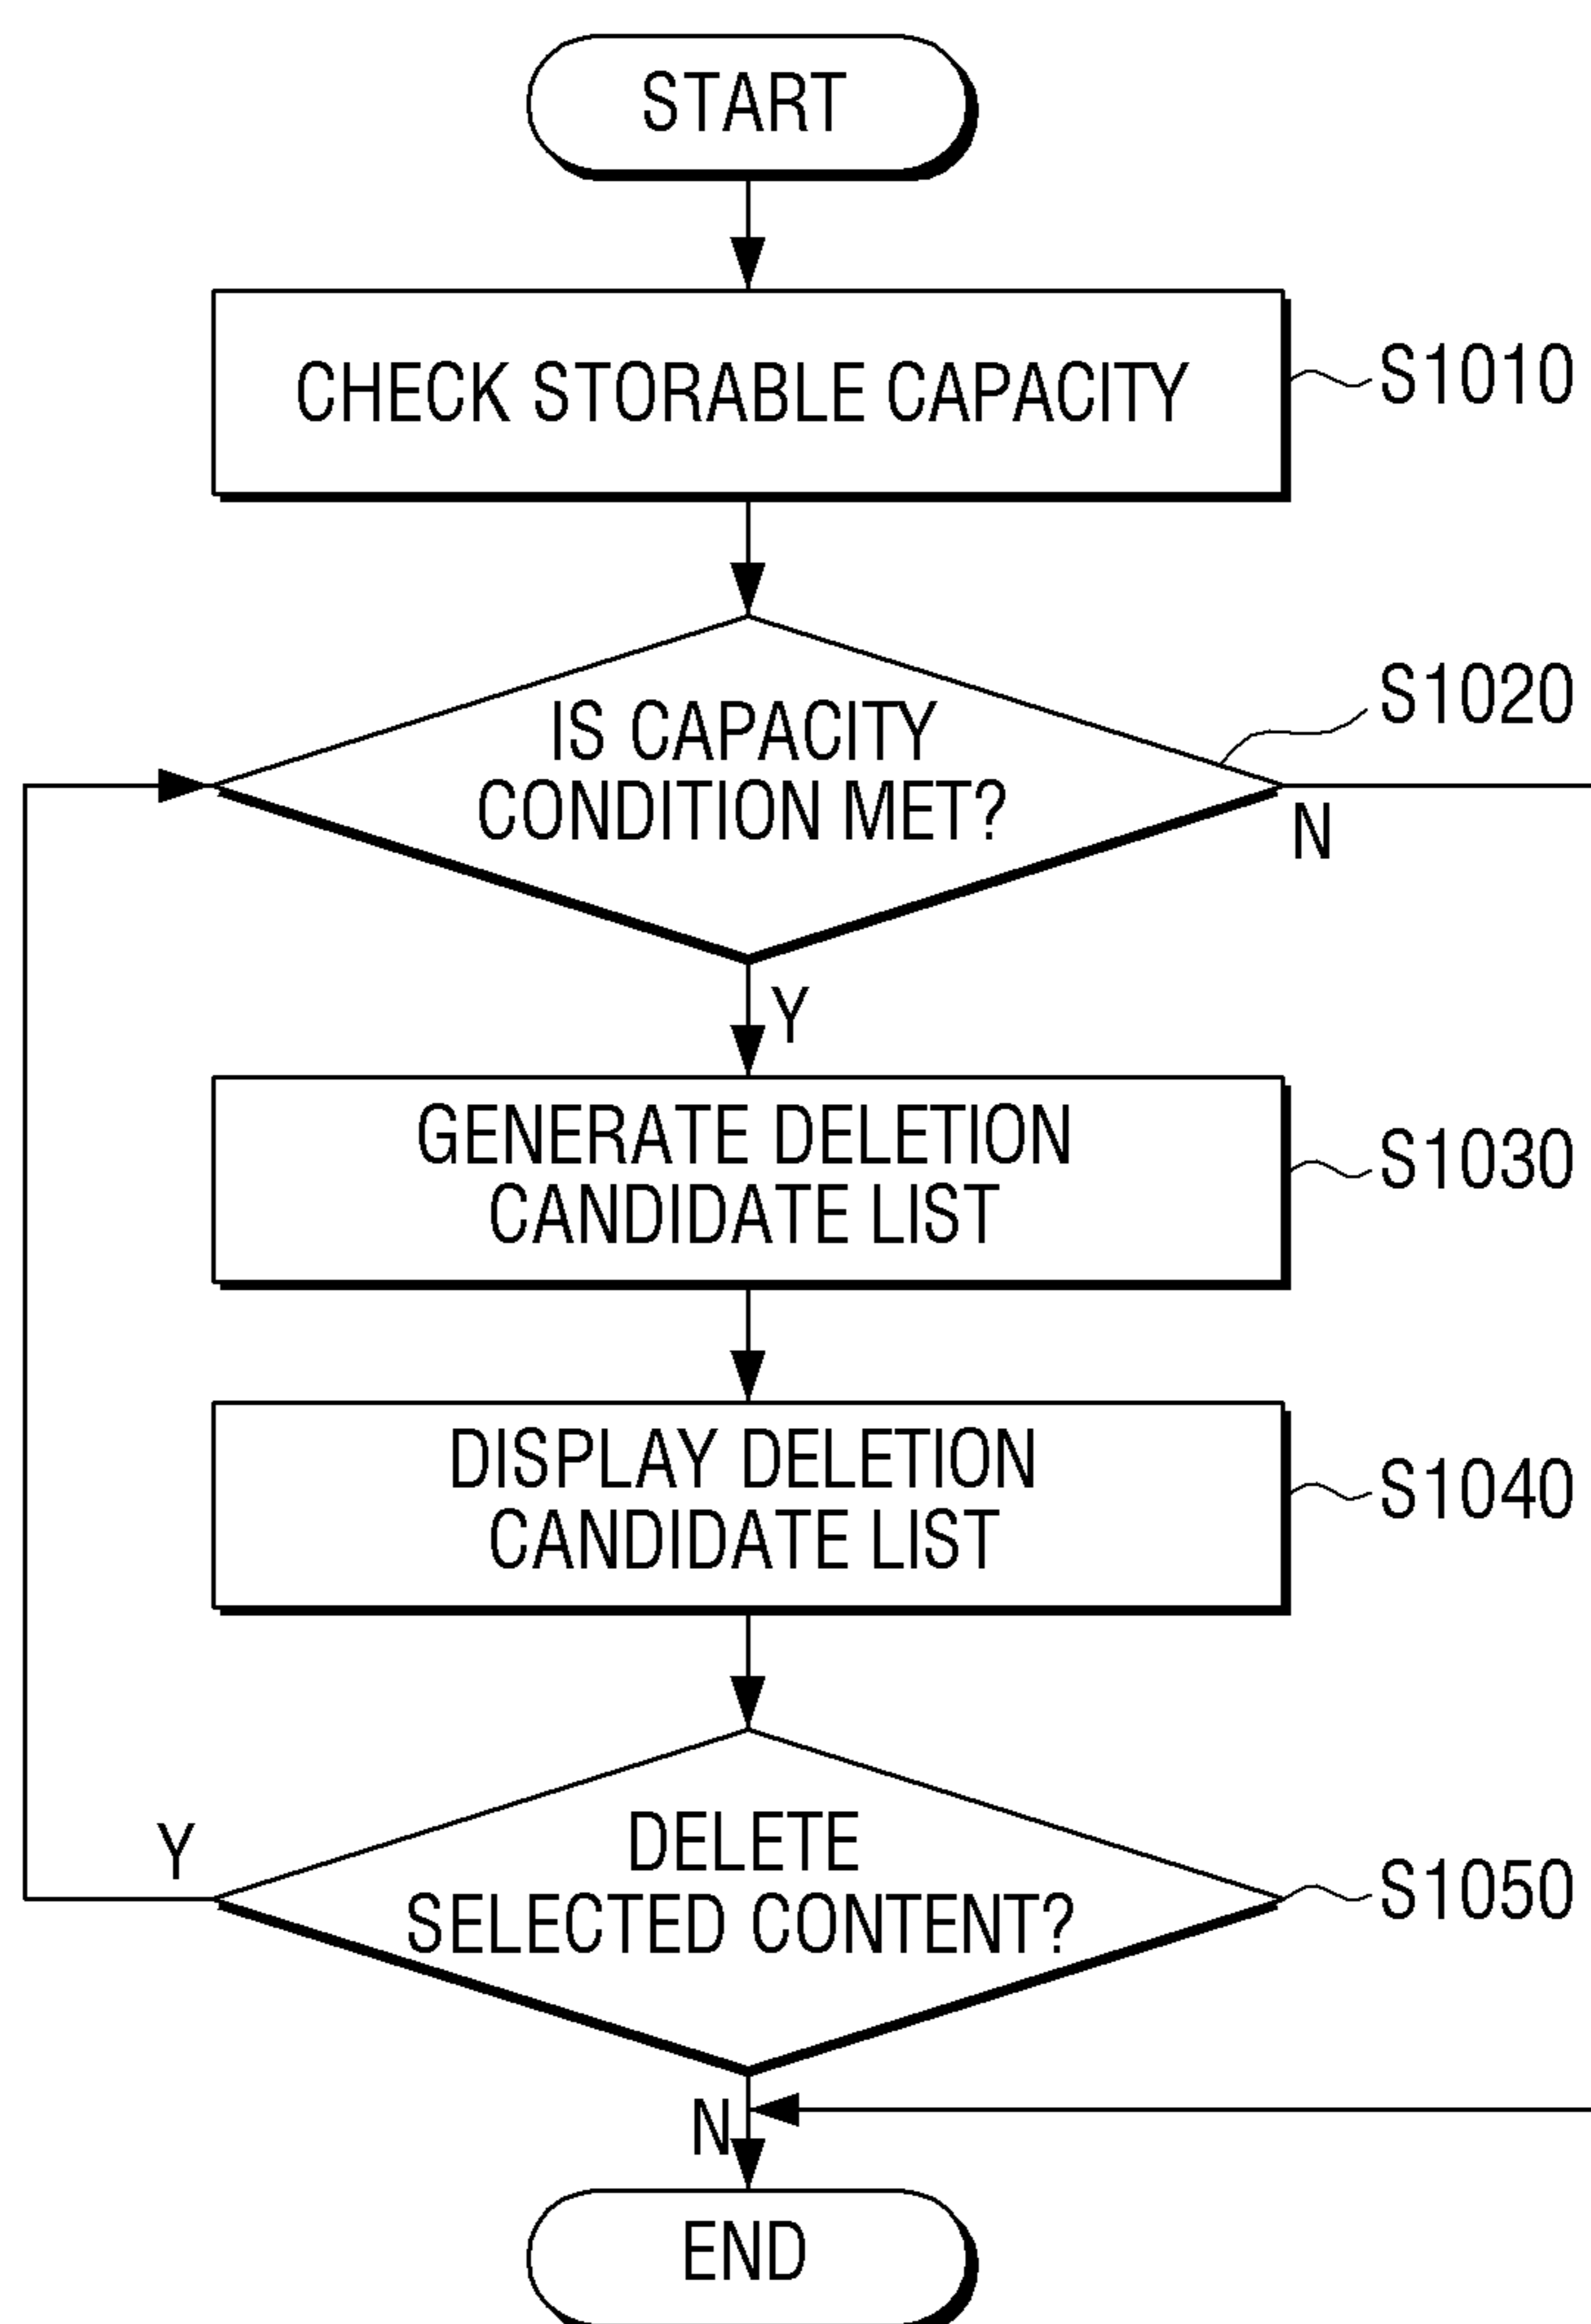 START
CHECK STORABLE CAPACITY
S1010
S1020
IS CAPACITY
CONDITION MET?
N
Y
GENERATE DELETION
CANDIDATE LIST
S1030
DISPLAY DELETION
CANDIDATE LIST
S1040
Y
DELETE
SELECTED CONTENT?
S1050
N
END